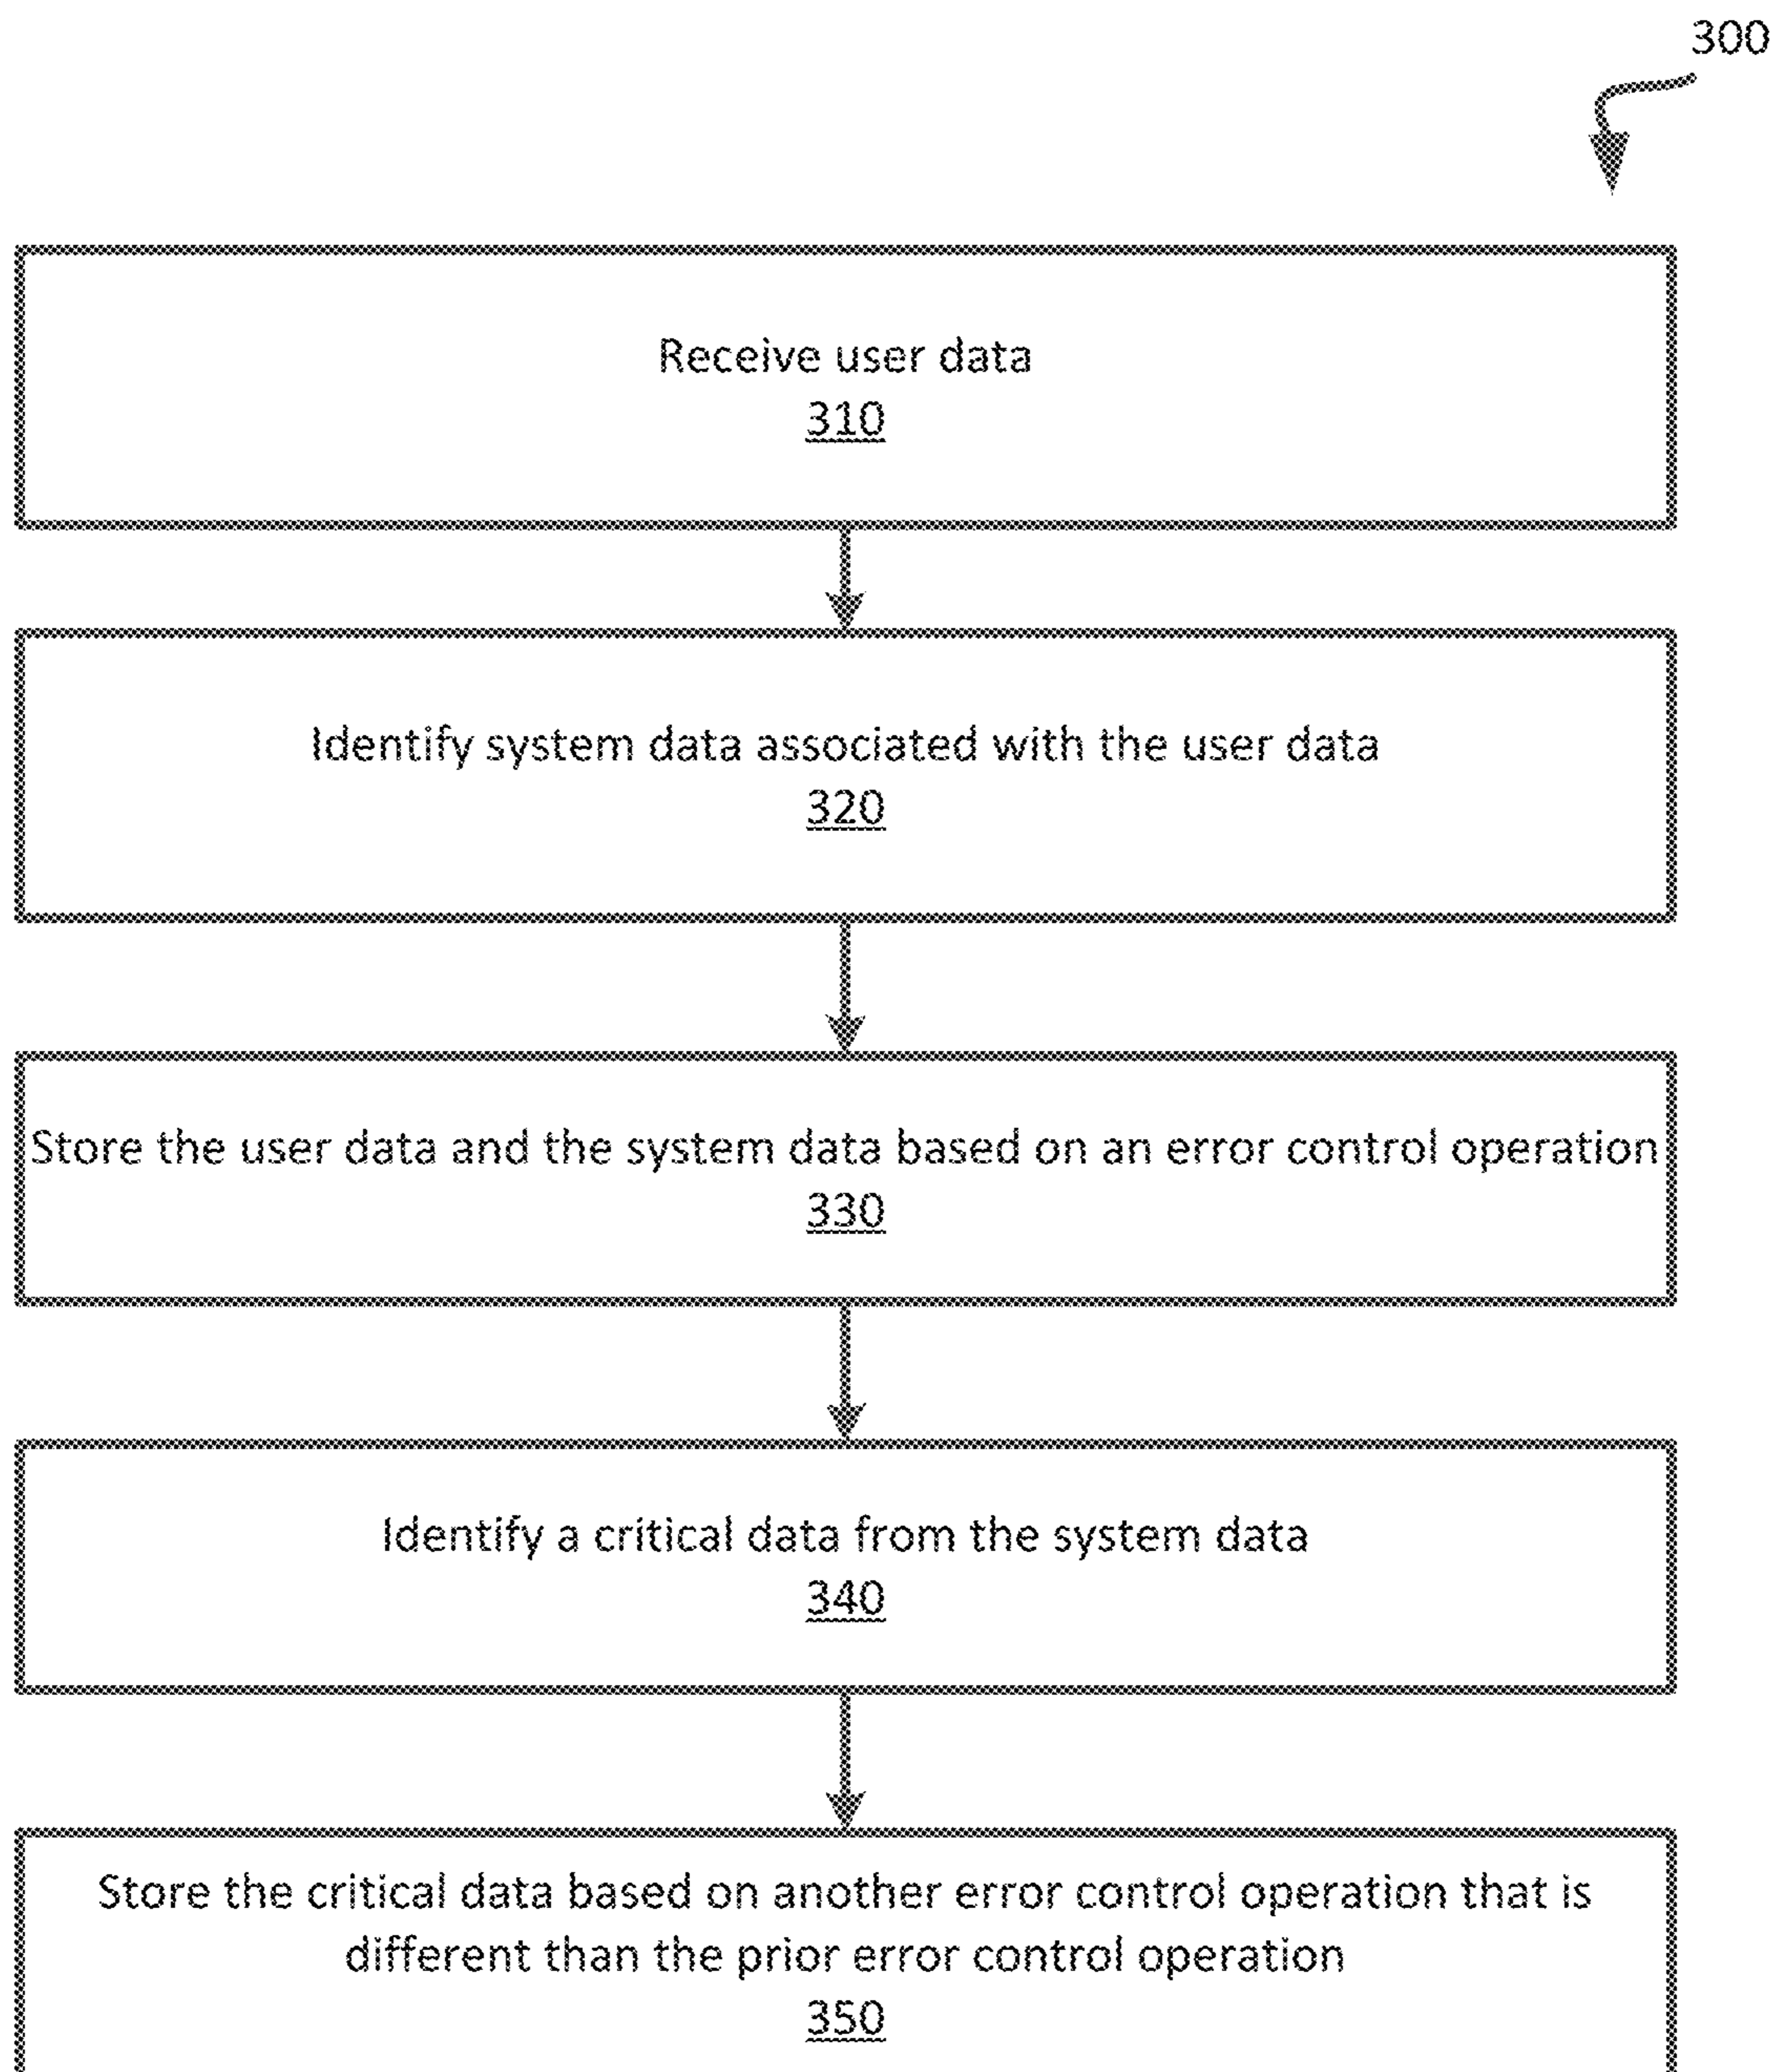 300
Receive user data
310
Identify system data associated with the user data
320
Store the user data and the system data based on an error control operation
330
Identify a critical data from the system data
340
Store the critical data based on another error control operation that is
different than the prior error control operation
350